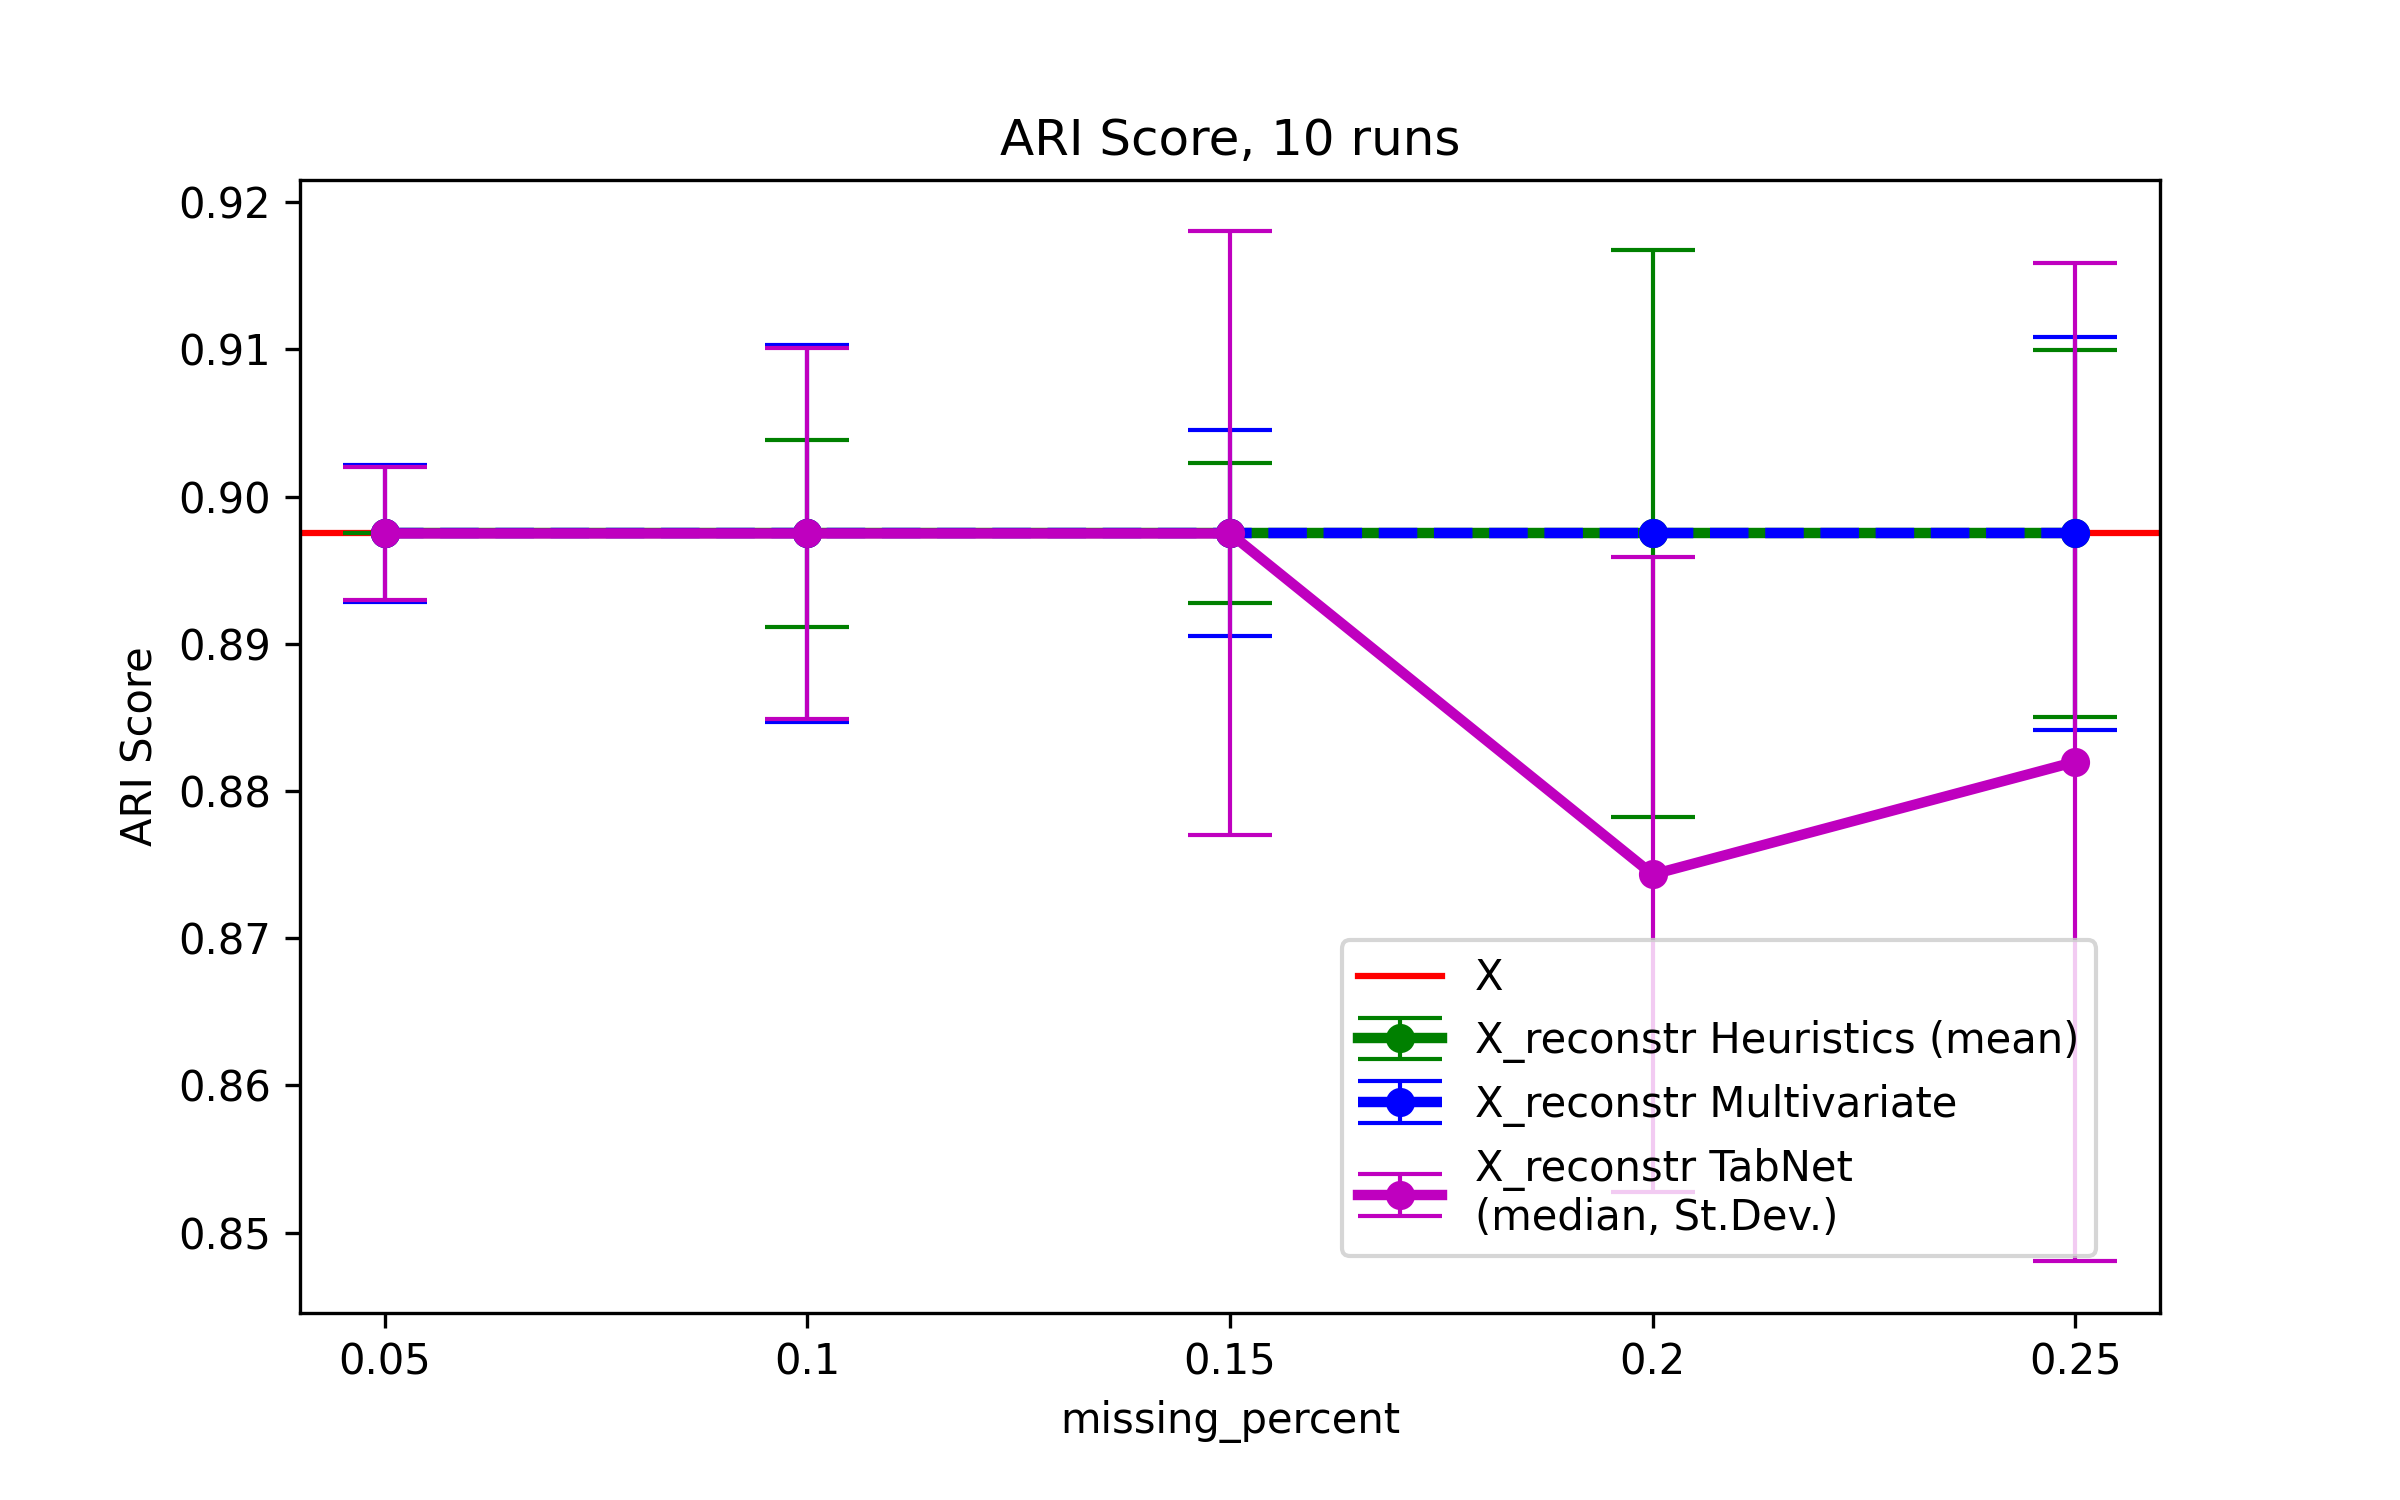 ARI Score, 10 runs
0.92
0.91
0.90
0.89
0.88
0.87
0.86
0.85
ARI Score
X
X_reconstr Heuristics (mean)
X_reconstr Multivariate
X_reconstr TabNet
(median, St.Dev.)
0.05 0.1 0.15 0.2 0.25
missing_percent